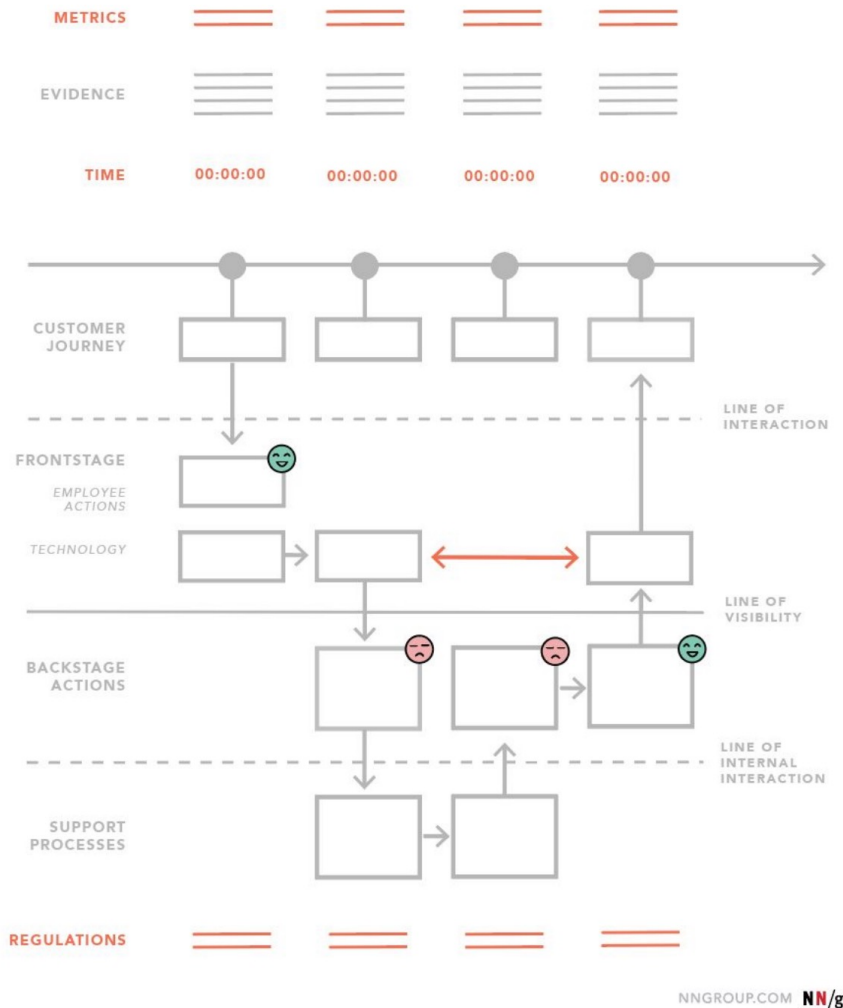 METRICS
EVIDENCE
TIME 00:00:00 00:00:00 00:00:00 00:00:00
CUSTOMER
JOURNEY
LINE OF
INTERACTION
FRONTSTAGE
EMPLOYEE
ACTIONS
TECHNOLOGY
LINE OF
VISIBILITY
BACKSTAGE
ACTIONS
LINE OF
INTERNAL
INTERACTION
SUPPORT
PROCESSES
REGULATIONS
NNGROUP.COM NN/g